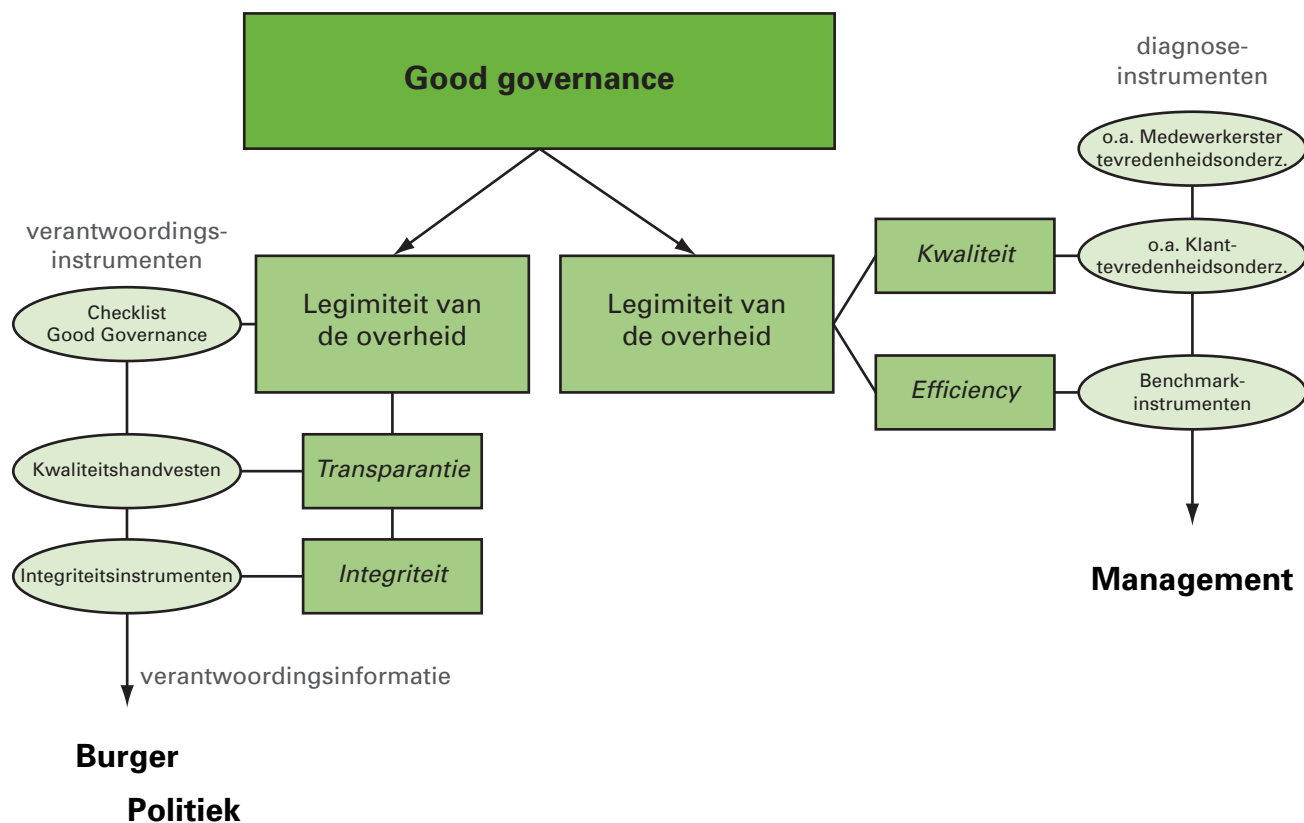 Good governance
diagnose-
instrumenten
o.a. Medewerkerster
tevredenheidsonderz.
verantwoordings-
instrumenten
Checklist
Good Governance
Legimiteit van
de overheid
Legimiteit van
de overheid
Kwaliteit
o.a. Klant-
tevredenheidsonderz.
Efficiency
Benchmark-
instrumenten
Kwaliteitshandvesten
Transparantie
Integriteitsinstrumenten
Integriteit
Management
verantwoordingsinformatie
Burger
Politiek